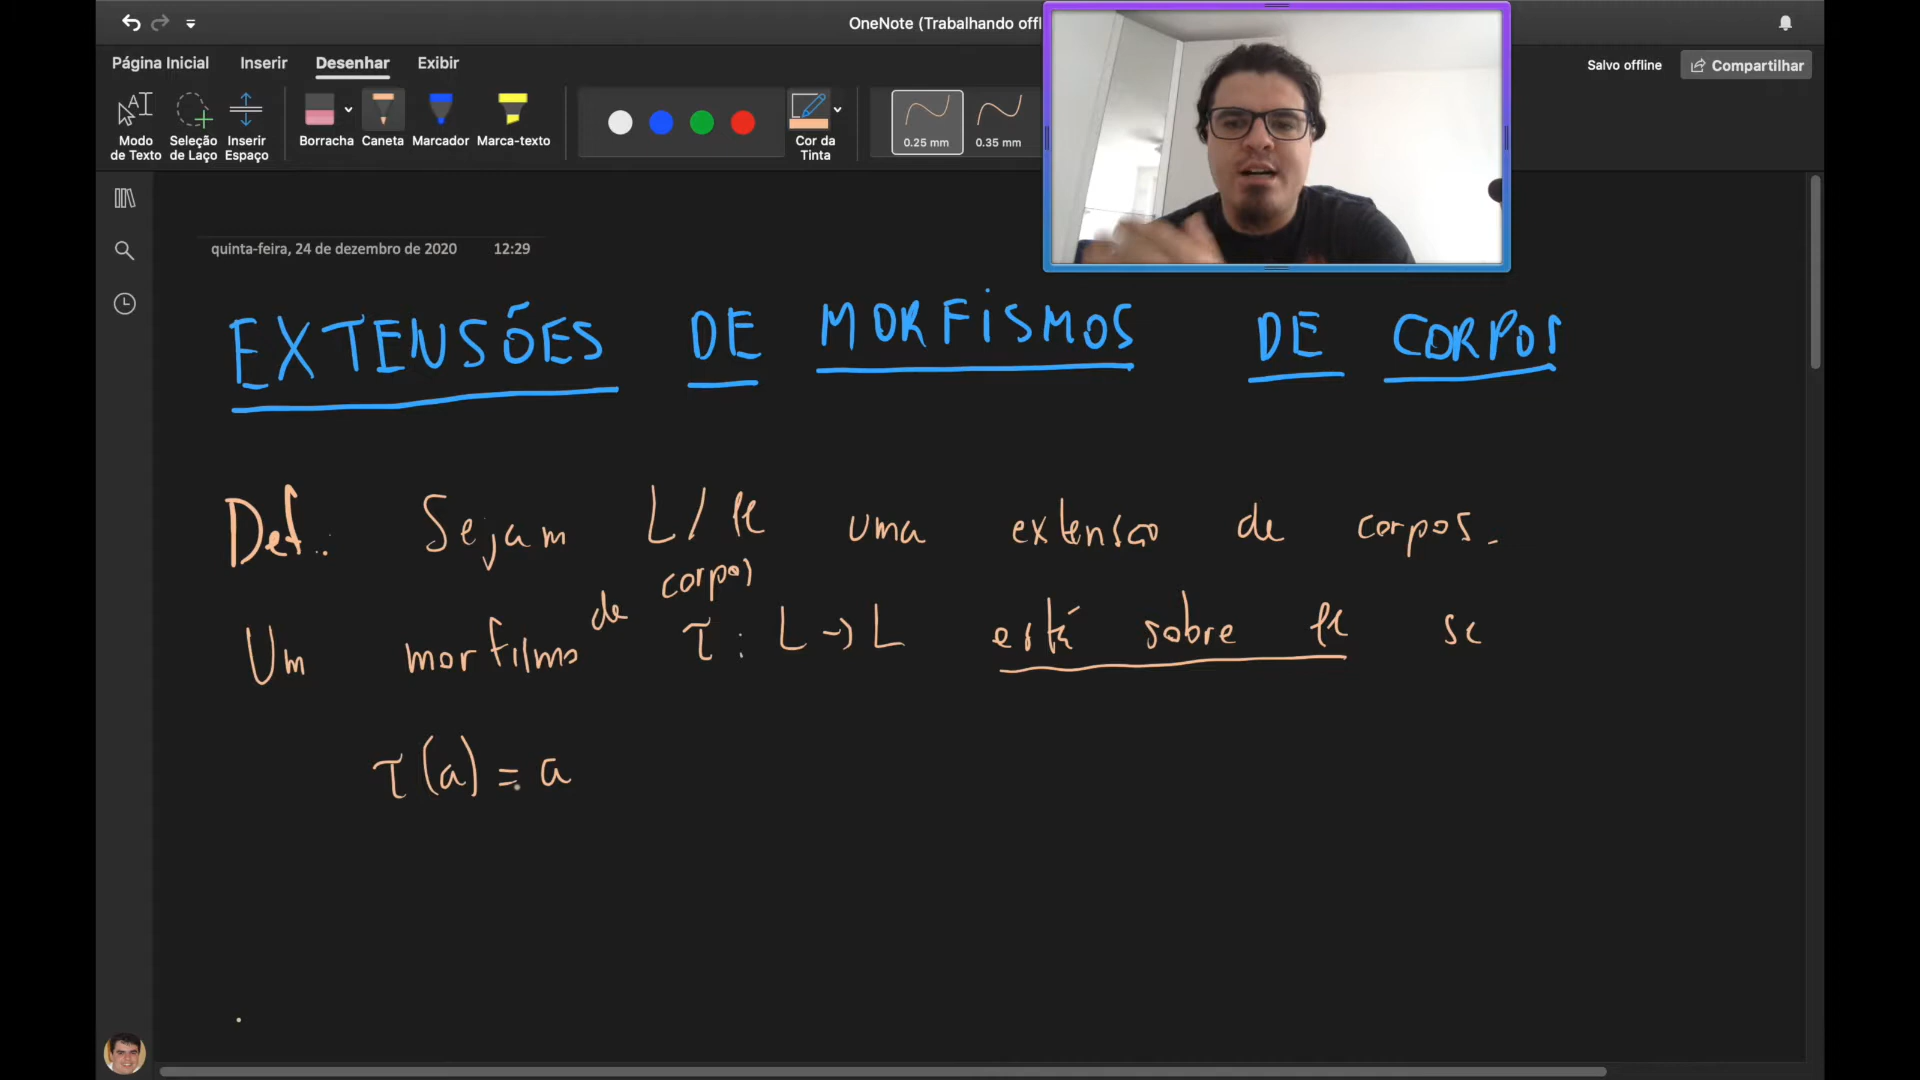 OneNote (Trabalhando offl
Página Inicial Inserir Desenhar Exibir
Salvo offline Compartilhar
Modo de Texto
Seleção de Laço
Inserir Espaço
Borracha
Caneta
Marcador
Marca-texto
Cor da Tinta
0.25 mm
0.35 mm
quinta-feira, 24 de dezembro de 2020 12:29
EXTENSÕES DE MORFISMOS DE CORPOS
Def.: Sejam L/K uma extensão de corpos.
Um morfismo de corpos τ: L → L está sobre K se
τ(a) = a